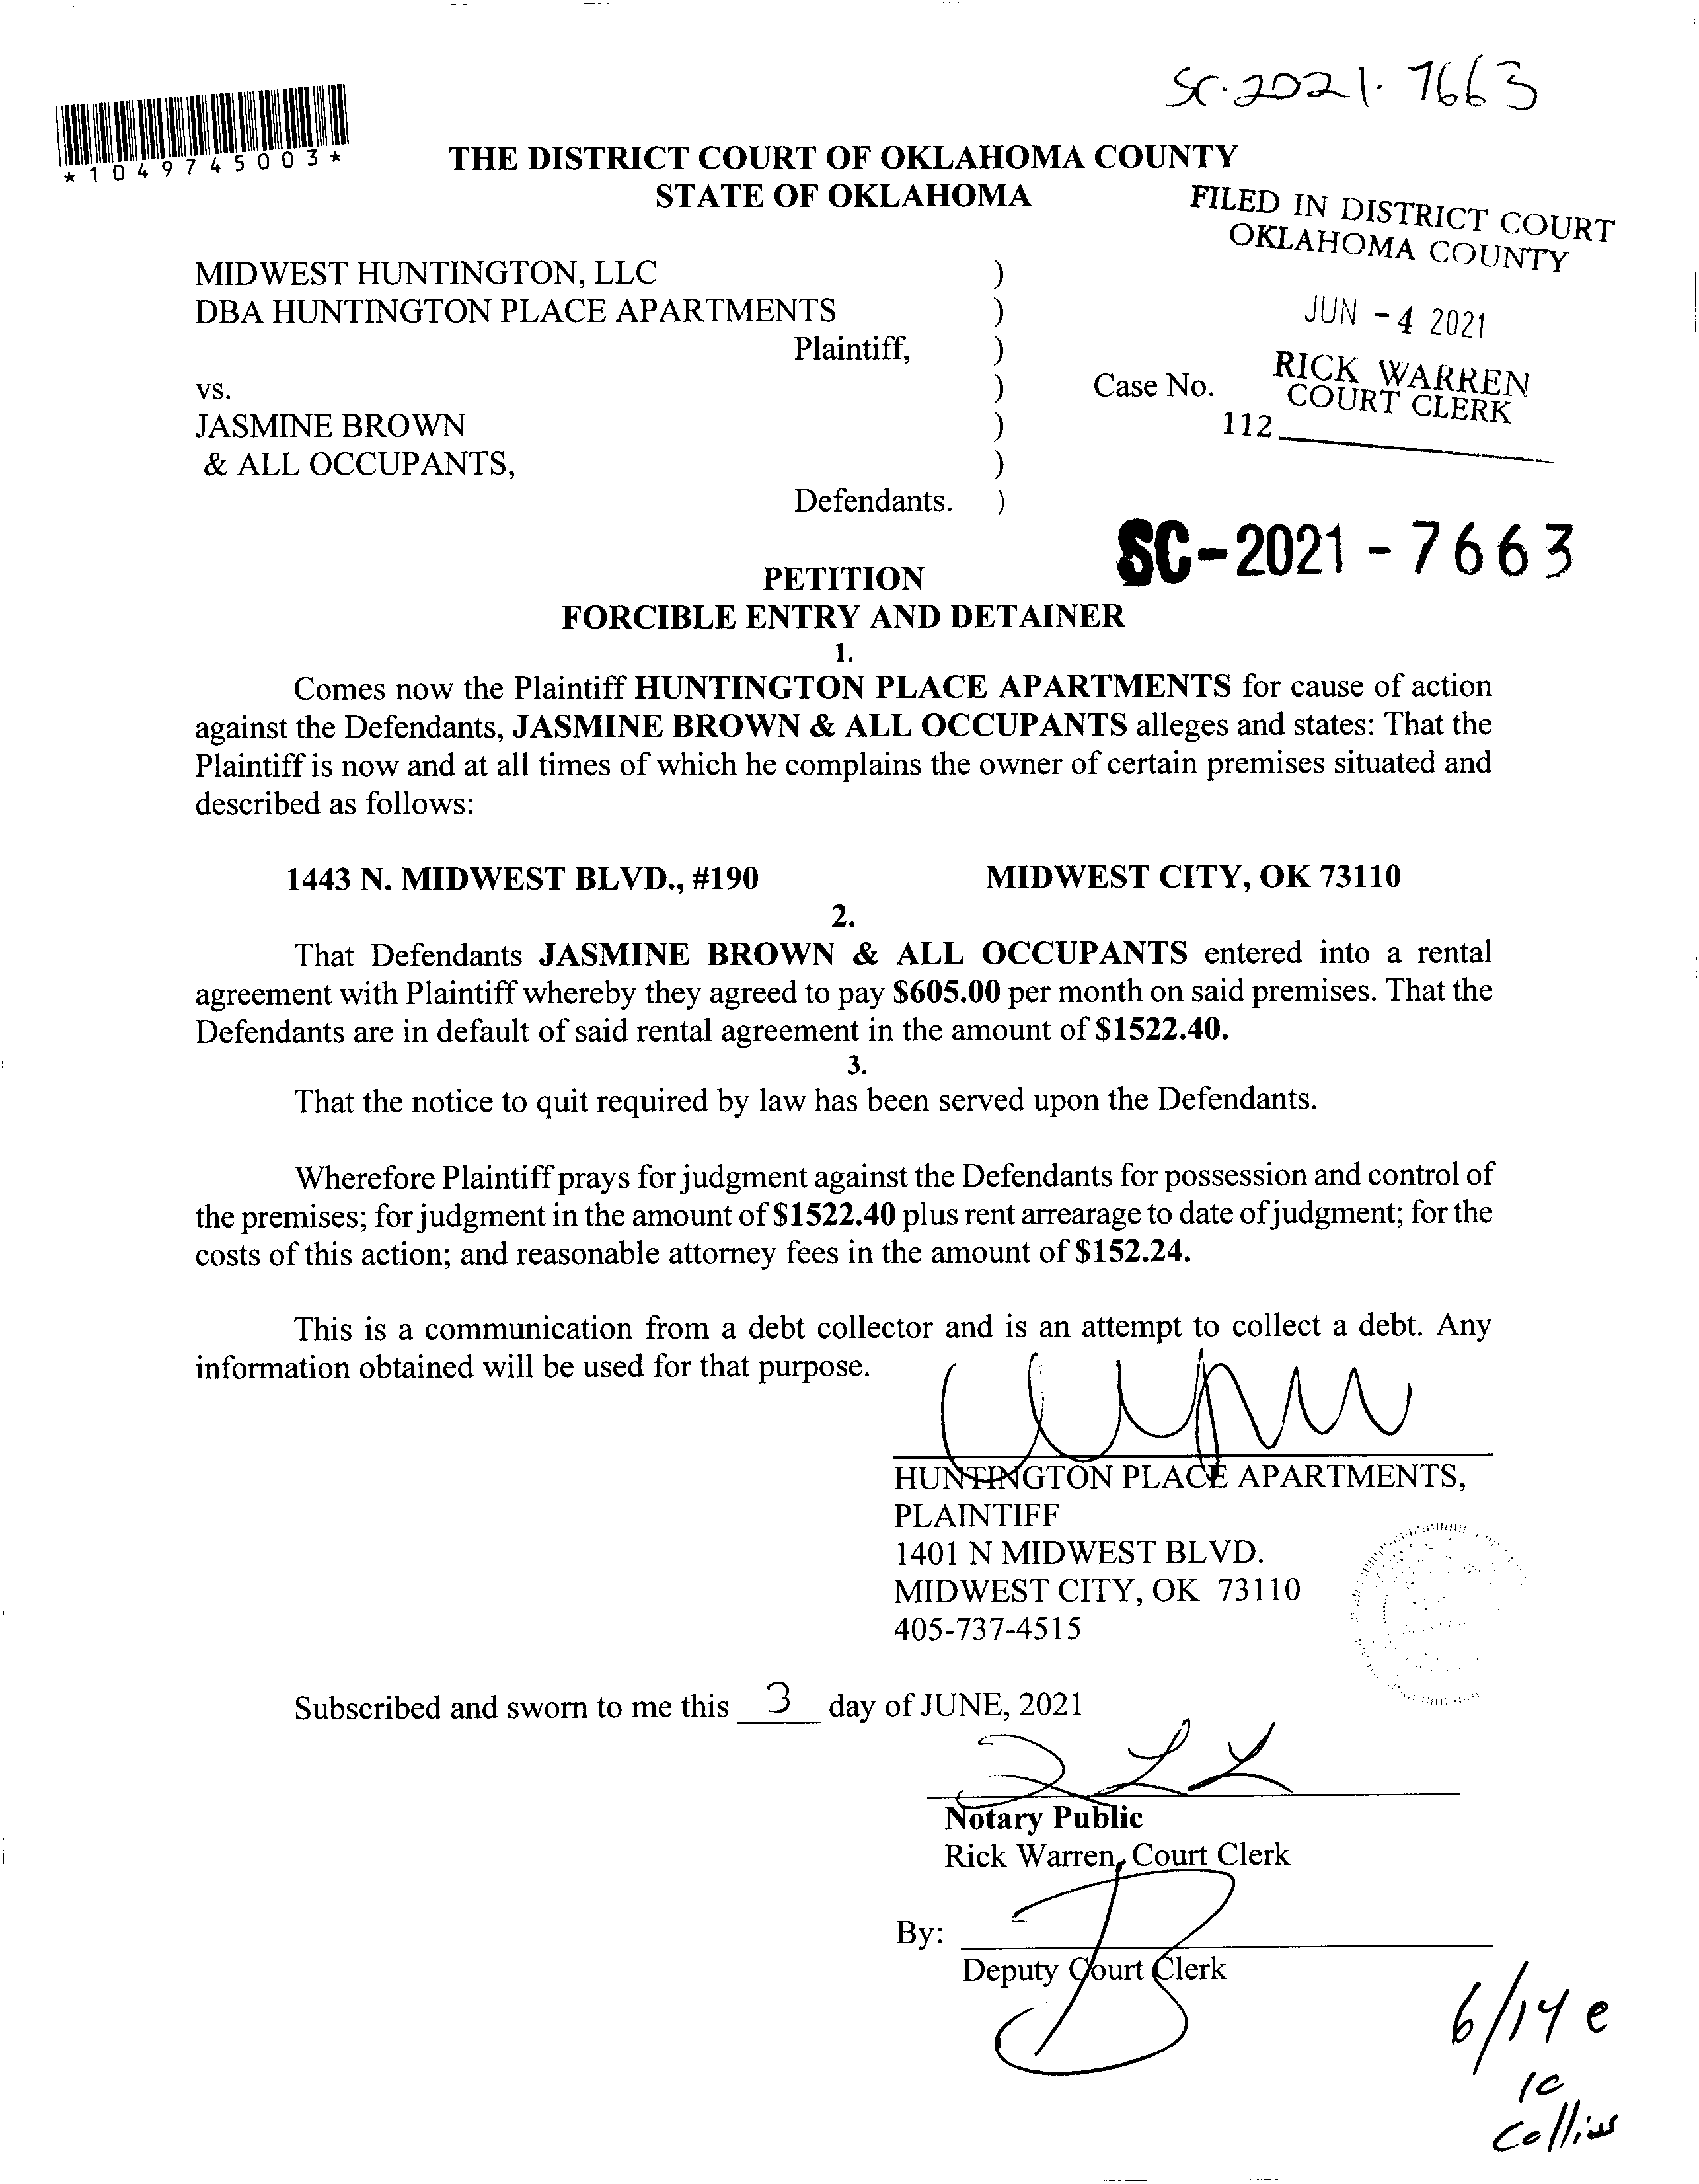 SC.2021.7663
*1049745003*
THE DISTRICT COURT OF OKLAHOMA COUNTY
STATE OF OKLAHOMA
FILED IN DISTRICT COURT
OKLAHOMA COUNTY
JUN - 4 2021
RICK WARREN
COURT CLERK
112
MIDWEST HUNTINGTON, LLC )
DBA HUNTINGTON PLACE APARTMENTS )
Plaintiff, )
vs. ) Case No.
JASMINE BROWN )
& ALL OCCUPANTS, )
Defendants. )
SC-2021-7663
PETITION
FORCIBLE ENTRY AND DETAINER
1.
Comes now the Plaintiff HUNTINGTON PLACE APARTMENTS for cause of action
against the Defendants, JASMINE BROWN & ALL OCCUPANTS alleges and states: That the
Plaintiff is now and at all times of which he complains the owner of certain premises situated and
described as follows:
1443 N. MIDWEST BLVD., #190 MIDWEST CITY, OK 73110
2.
That Defendants JASMINE BROWN & ALL OCCUPANTS entered into a rental
agreement with Plaintiff whereby they agreed to pay $605.00 per month on said premises. That the
Defendants are in default of said rental agreement in the amount of $1522.40.
3.
That the notice to quit required by law has been served upon the Defendants.
Wherefore Plaintiff prays for judgment against the Defendants for possession and control of
the premises; for judgment in the amount of $1522.40 plus rent arrearage to date of judgment; for the
costs of this action; and reasonable attorney fees in the amount of $152.24.
This is a communication from a debt collector and is an attempt to collect a debt. Any
information obtained will be used for that purpose.
HUNTINGTON PLACE APARTMENTS,
PLAINTIFF
1401 N MIDWEST BLVD.
MIDWEST CITY, OK 73110
405-737-4515
Subscribed and sworn to me this 3 day of JUNE, 2021
Notary Public
Rick Warren, Court Clerk
By:
Deputy Court Clerk
6/14 e
1c
Collins